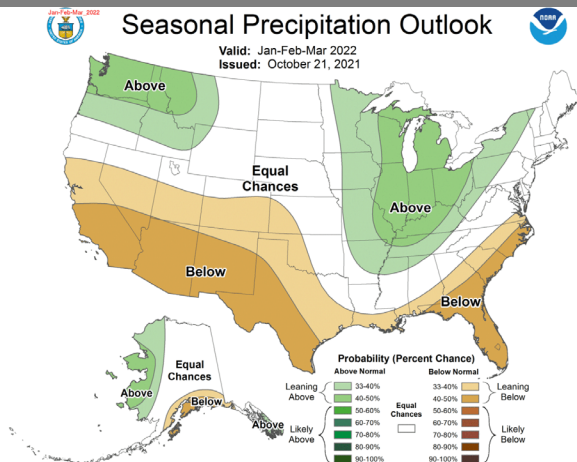 Jan-Feb-Mar_2022
Seasonal Precipitation Outlook
NOAA
Valid: Jan-Feb-Mar 2022
Issued: October 21, 2021
Above
Equal
Chances
Above
Below
Below
Equal
Chances
Above
Below
Above
Probability (Percent Chance)
Above Normal
Below Normal
Leaning
Above
33-40%
40-50%
50-60%
60-70%
70-80%
80-90%
90-100%
Likely
Above
Equal
Chances
33-40%
40-50%
50-60%
60-70%
70-80%
80-90%
90-100%
Leaning
Below
Likely
Below